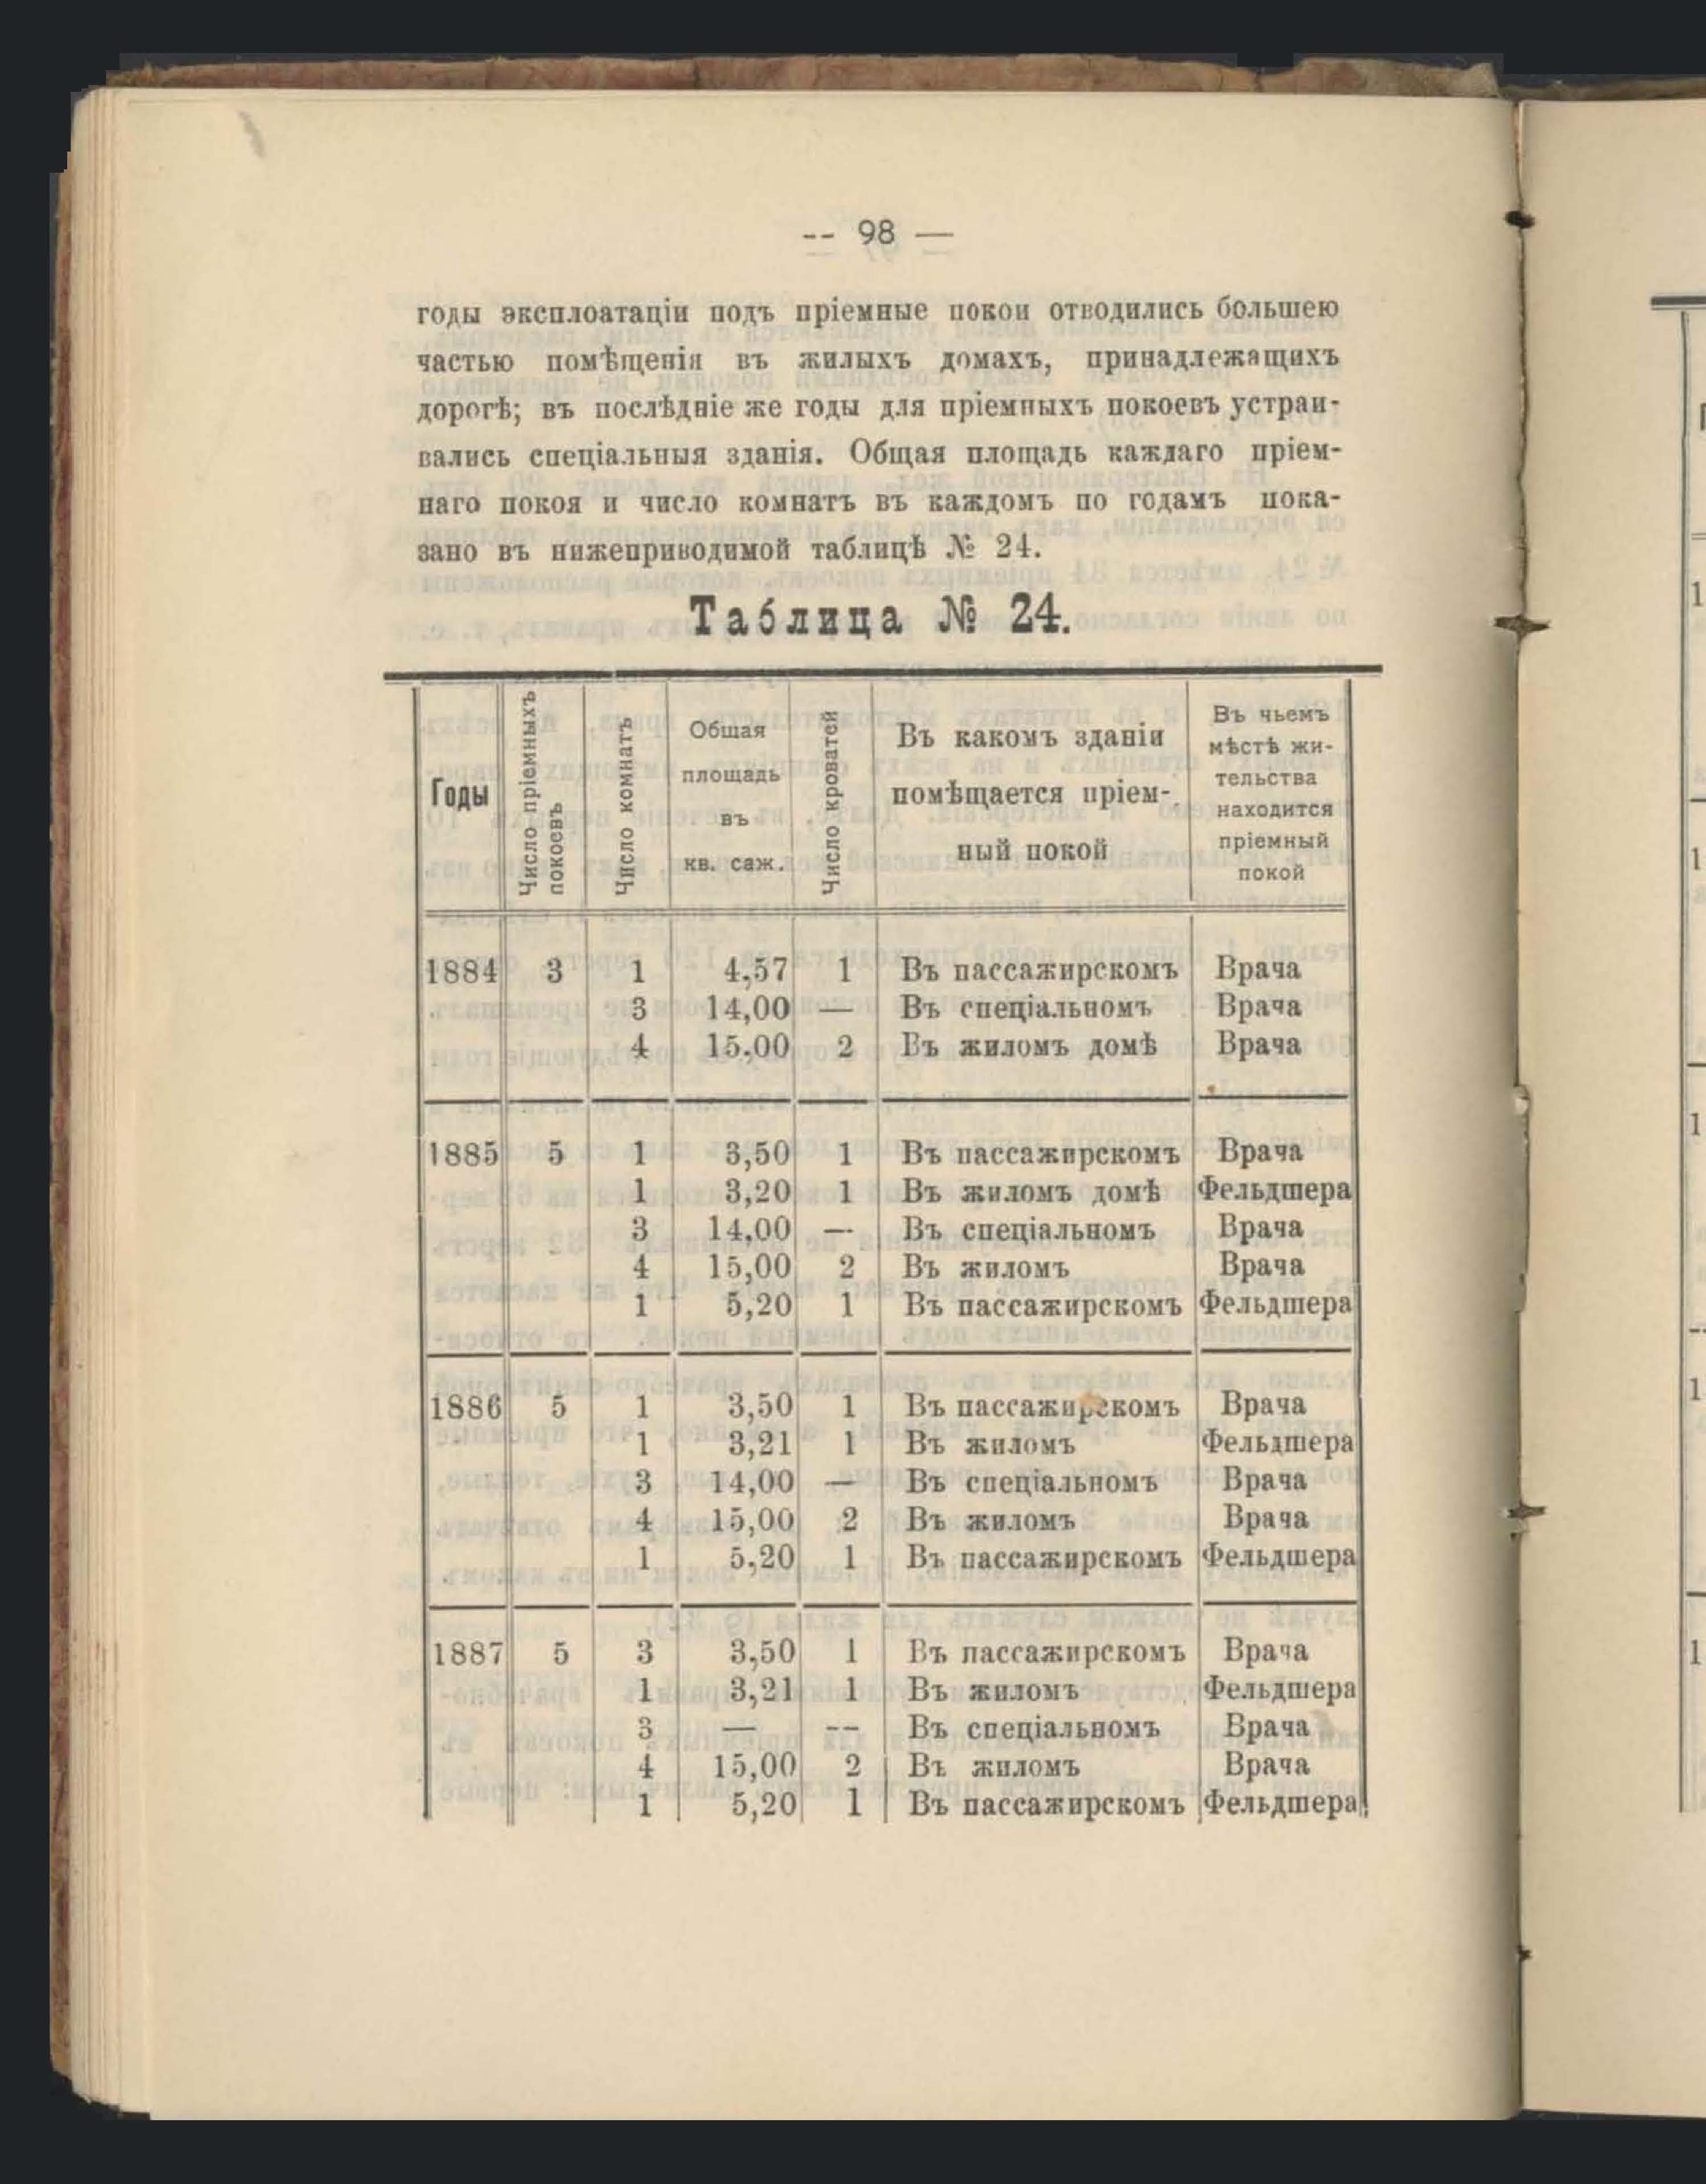 -- 98 —
годы эксплоатаціи подъ пріемные покои отводились большею
частью помѣщенія въ жилыхъ домахъ, принадлежащихъ
дорогѣ; въ послѣдніе же годы для пріемныхъ покоевъ устраи-
вались спеціальныя зданія. Общая площадь каждаго пріем-
наго покоя и число комнатъ въ каждомъ по годамъ пока-
зано въ нижеприводимой таблицѣ № 24.
Таблица № 24.
Годы
Число пріемныхъ
покоевъ
Число комнатъ
Общая
площадь
въ
кв. саж.
Число кроватей
Въ какомъ зданіи
помѣщается пріем-
ный покой
Въ чьемъ
мѣстѣ жи-
тельства
находится
пріемный
покой
1884 3 1 4,57 1 Въ пассажирскомъ Врача
3 14,00 — Въ спеціальномъ Врача
4 15,00 2 Въ жиломъ домѣ Врача
1885 5 1 3,50 1 Въ пассажирскомъ Врача
1 3,20 1 Въ жиломъ домѣ Фельдшера
3 14,00 — Въ спеціальномъ Врача
4 15,00 2 Въ жиломъ Врача
1 5,20 1 Въ пассажирскомъ Фельдшера
1886 5 1 3,50 1 Въ пассажирскомъ Врача
1 3,21 1 Въ жиломъ Фельдшера
3 14,00 — Въ спеціальномъ Врача
4 15,00 2 Въ жиломъ Врача
1 5,20 1 Въ пассажирскомъ Фельдшера
1887 5 3 3,50 1 Въ пассажирскомъ Врача
1 3,21 1 Въ жиломъ Фельдшера
3 — -- Въ спеціальномъ Врача
4 15,00 2 Въ жиломъ Врача
1 5,20 1 Въ пассажирскомъ Фельдшера